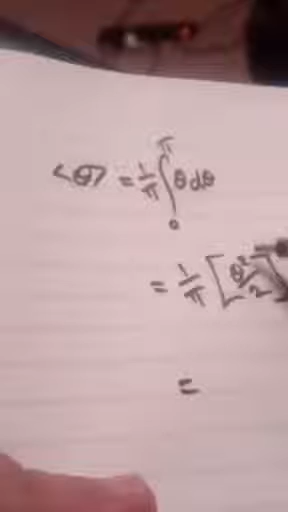 <θ> = 1/π ∫₀^π θ dθ
= 1/π [θ²/2]
=